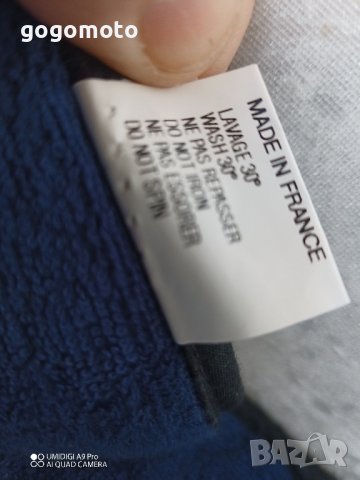 gogomoto
MADE IN FRANCE
LAVAGE 30°
WASH 30°
NE PAS REPASSER
DO NOT IRON
NE PAS ESSORER
DO NOT SPIN
UMIDIGI A9 Pro
AI QUAD CAMERA
BAZAR